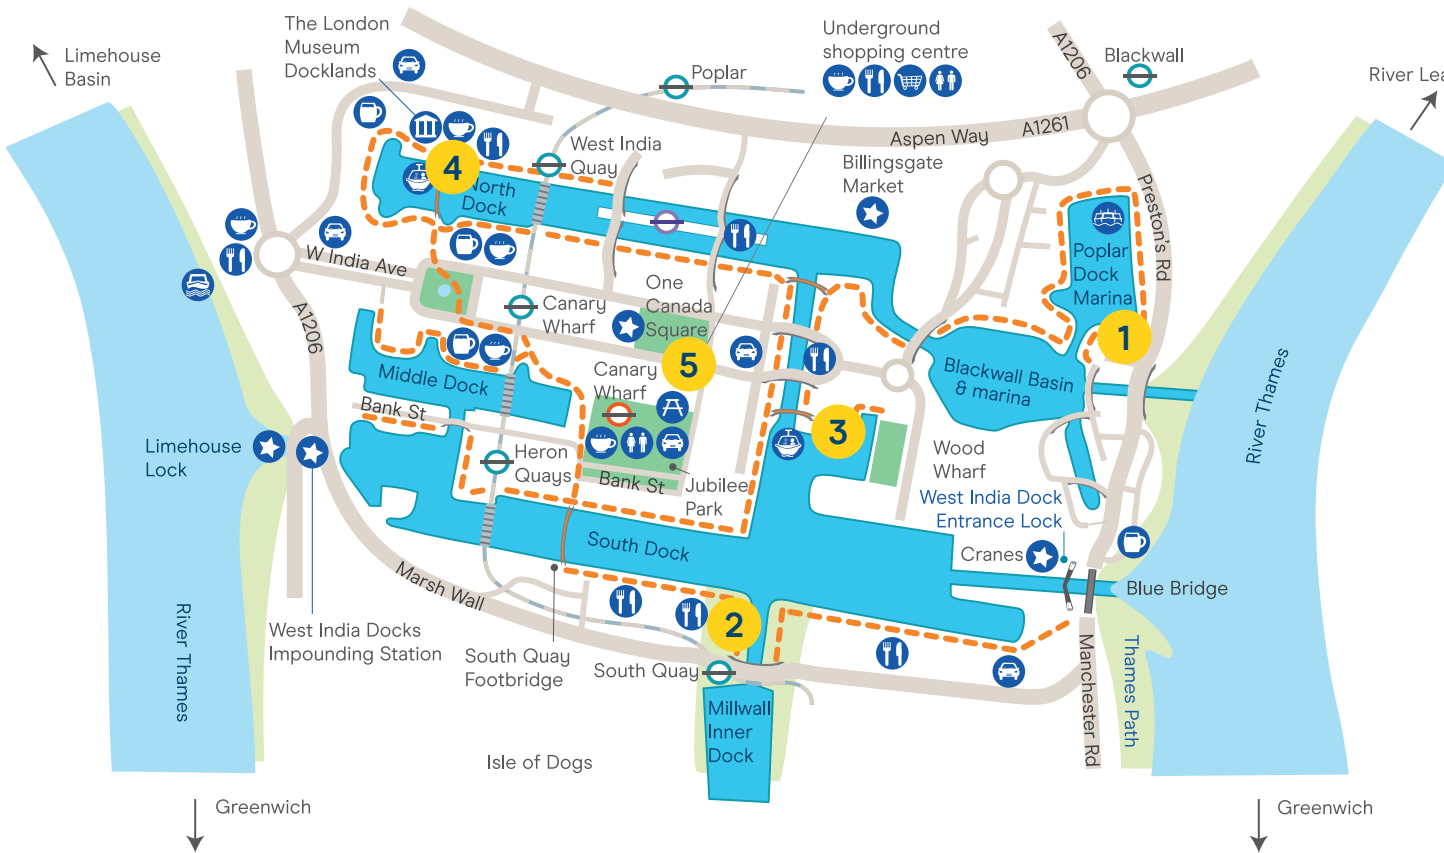 The London
Museum
Docklands
Limehouse
Basin
Poplar
Underground
shopping centre
A1206
Blackwall
River Lea
Aspen Way
A1261
West India
Quay
Billingsgate
Market
4
North
Dock
Preston's Rd
W India Ave
One
Canada
Square
Poplar
Dock
Marina
1
A1206
Canary
Wharf
Middle Dock
5
Canary
Wharf
Blackwall Basin
& marina
River Thames
Bank St
3
Limehouse
Lock
Heron
Quays
Bank St
Jubilee
Park
Wood
Wharf
West India Dock
Entrance Lock
South Dock
Cranes
Marsh Wall
Blue Bridge
River Thames
West India Docks
Impounding Station
South Quay
Footbridge
2
South Quay
Manchester Rd
Thames Path
Millwall
Inner
Dock
Isle of Dogs
Greenwich
Greenwich